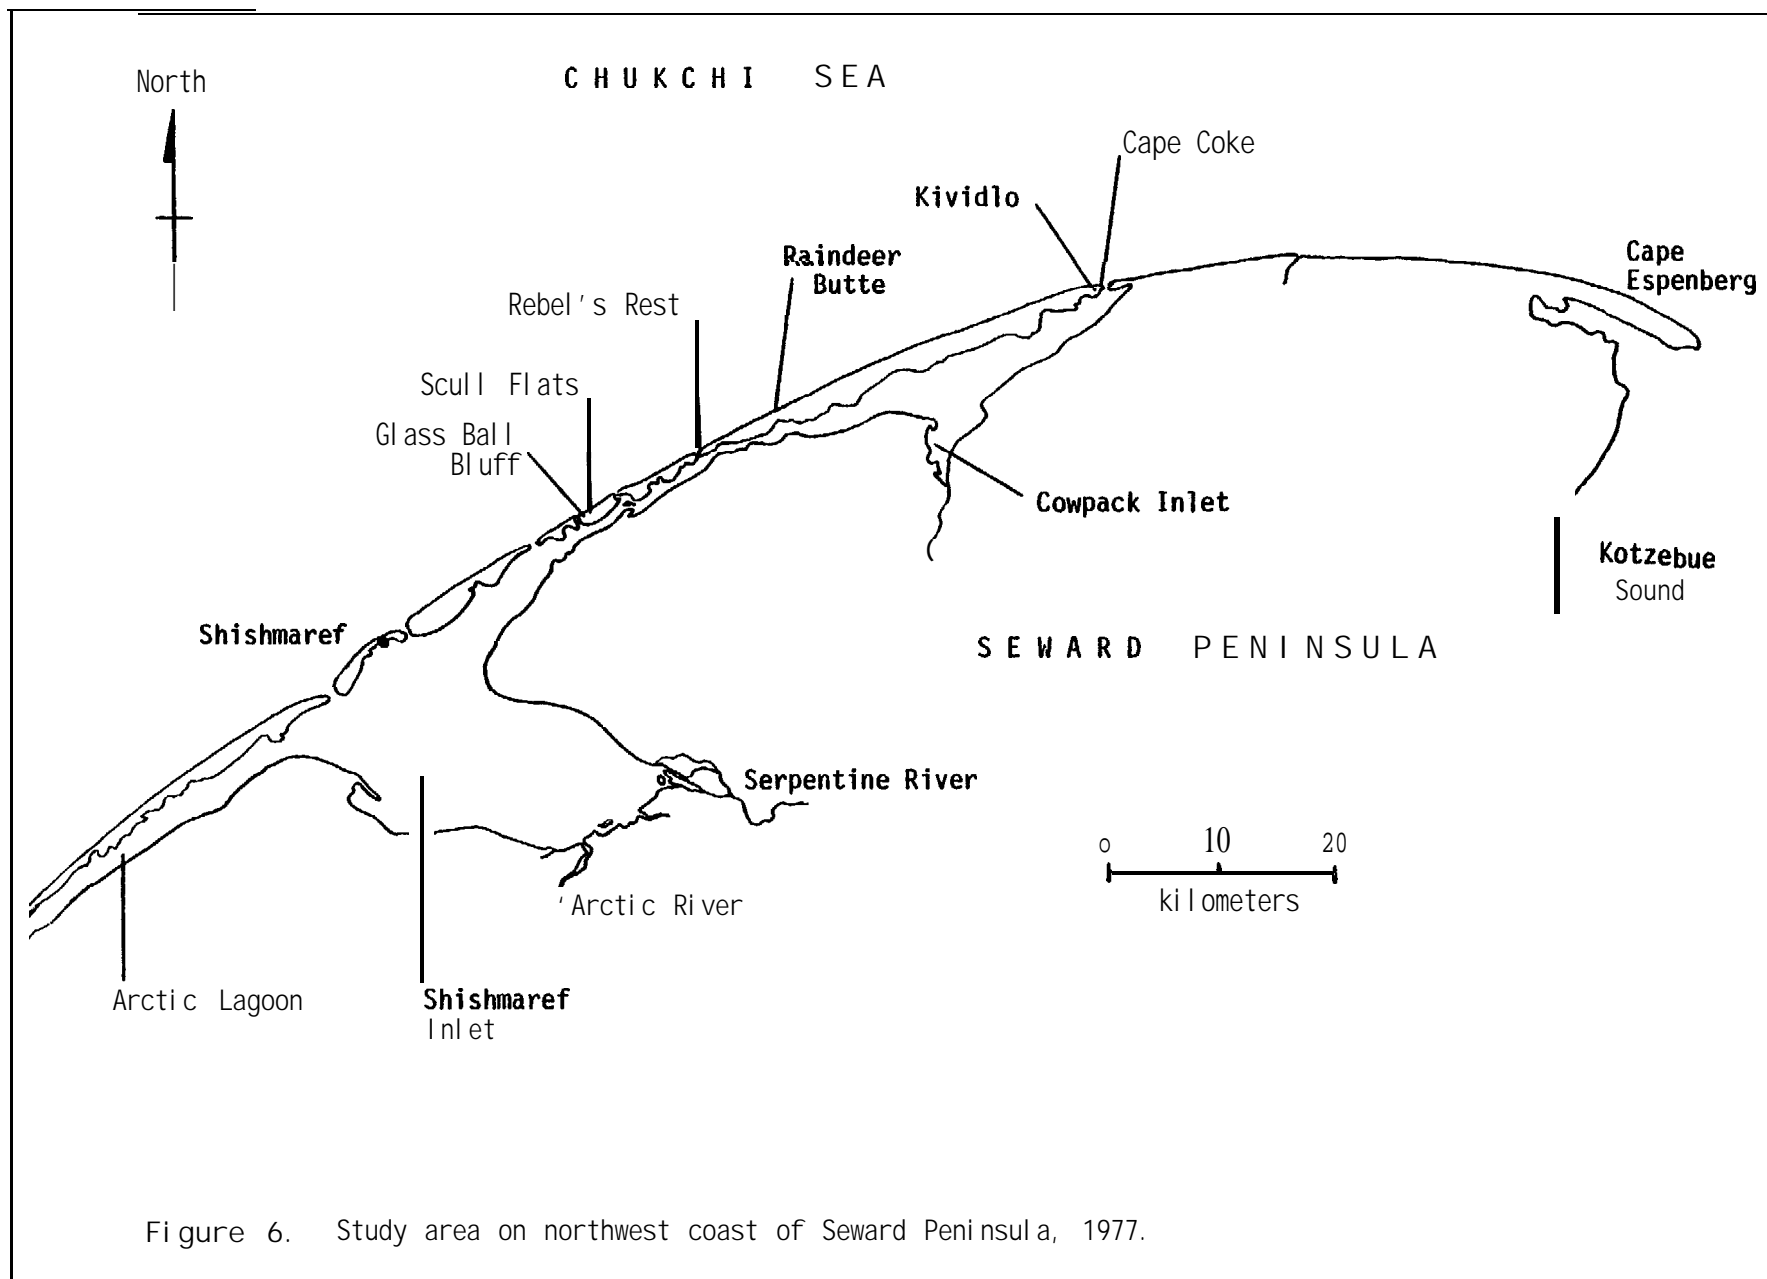 North
CHUKCHI SEA
Cape Coke
Kividlo
Raindeer
Butte
Cape
Espenberg
Rebel's Rest
Scull Flats
Glass Ball
Bluff
Cowpack Inlet
Kotzebue
Sound
Shishmaref
SEWARD PENINSULA
Serpentine River
0 10 20
kilometers
'Arctic River
Arctic Lagoon
Shishmaref
Inlet
Figure 6. Study area on northwest coast of Seward Peninsula, 1977.